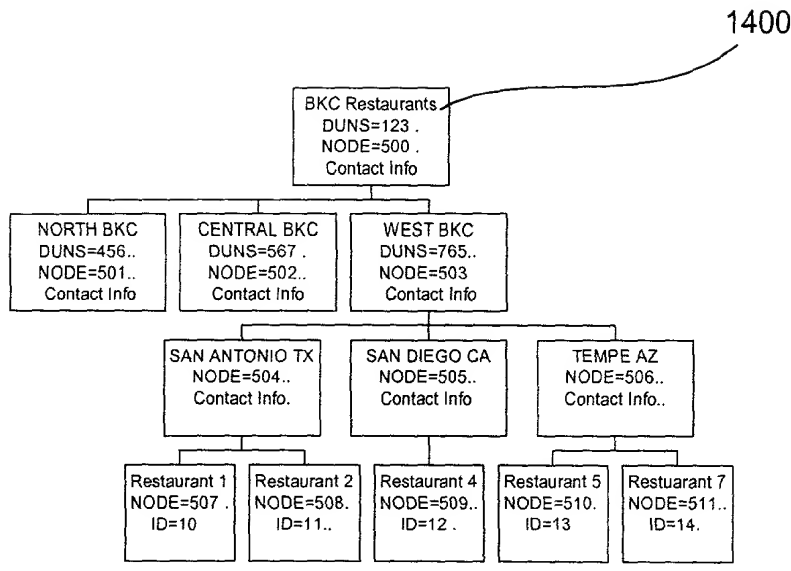 1400
BKC Restaurants
DUNS=123 .
NODE=500 .
Contact Info
NORTH BKC
DUNS=456..
NODE=501..
Contact Info
CENTRAL BKC
DUNS=567 .
NODE=502..
Contact Info
WEST BKC
DUNS=765..
NODE=503
Contact Info
SAN ANTONIO TX
NODE=504..
Contact Info.
SAN DIEGO CA
NODE=505..
Contact Info
TEMPE AZ
NODE=506..
Contact Info..
Restaurant 1
NODE=507 .
ID=10
Restaurant 2
NODE=508.
ID=11..
Restaurant 4
NODE=509..
ID=12 .
Restaurant 5
NODE=510.
ID=13
Restaurant 7
NODE=511..
ID=14.